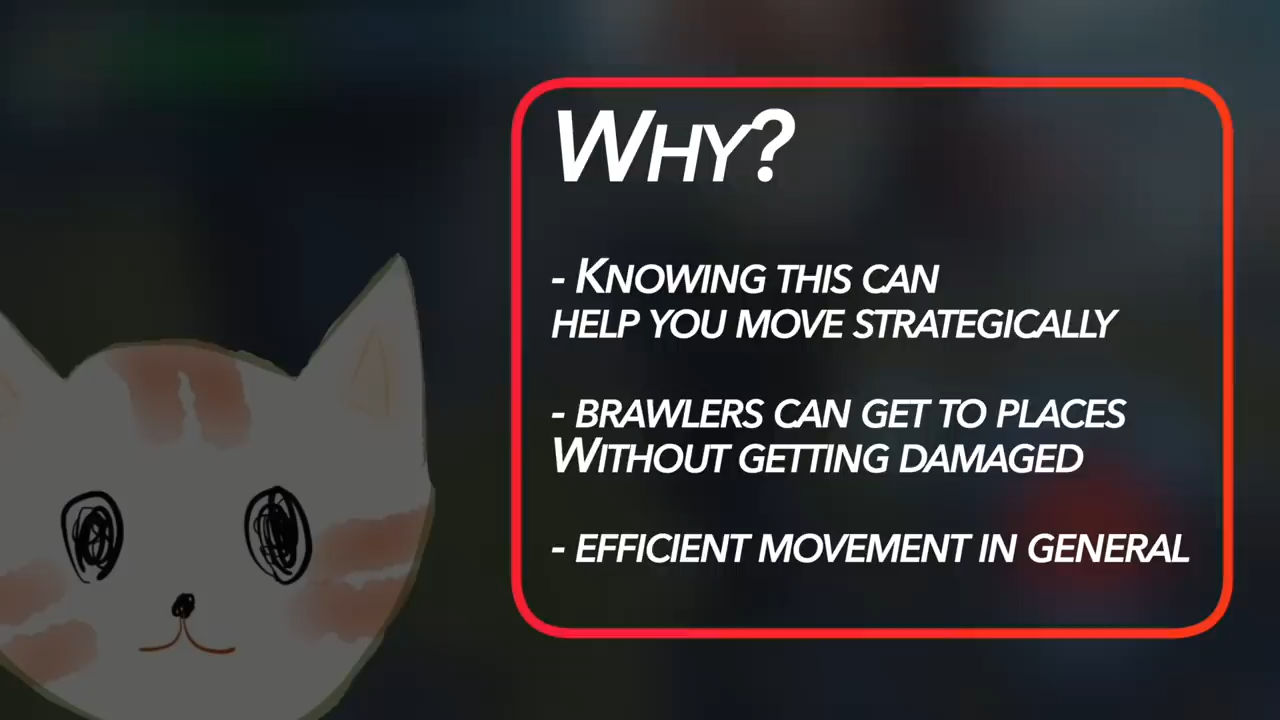 WHY?
- KNOWING THIS CAN
HELP YOU MOVE STRATEGICALLY
- BRAWLERS CAN GET TO PLACES
WITHOUT GETTING DAMAGED
- EFFICIENT MOVEMENT IN GENERAL